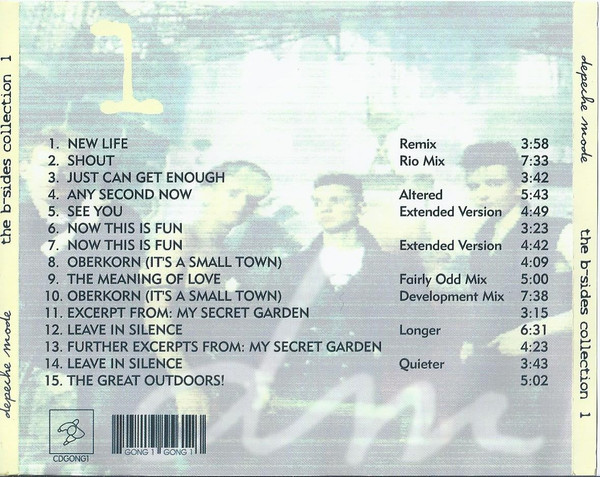 1
1. NEW LIFE Remix 3:58
2. SHOUT Rio Mix 7:33
3. JUST CAN GET ENOUGH 3:42
4. ANY SECOND NOW Altered 5:43
5. SEE YOU Extended Version 4:49
6. NOW THIS IS FUN 3:23
7. NOW THIS IS FUN Extended Version 4:42
8. OBERKORN (IT'S A SMALL TOWN) 4:09
9. THE MEANING OF LOVE Fairly Odd Mix 5:00
10. OBERKORN (IT'S A SMALL TOWN) Development Mix 7:38
11. EXCERPT FROM: MY SECRET GARDEN 3:15
12. LEAVE IN SILENCE Longer 6:31
13. FURTHER EXCERPTS FROM: MY SECRET GARDEN 4:23
14. LEAVE IN SILENCE Quieter 3:43
15. THE GREAT OUTDOORS! 5:02
dm
CDGONG1
GONG 1 GONG 1
depeche mode the b-sides collection 1
depeche mode the b-sides collection 1